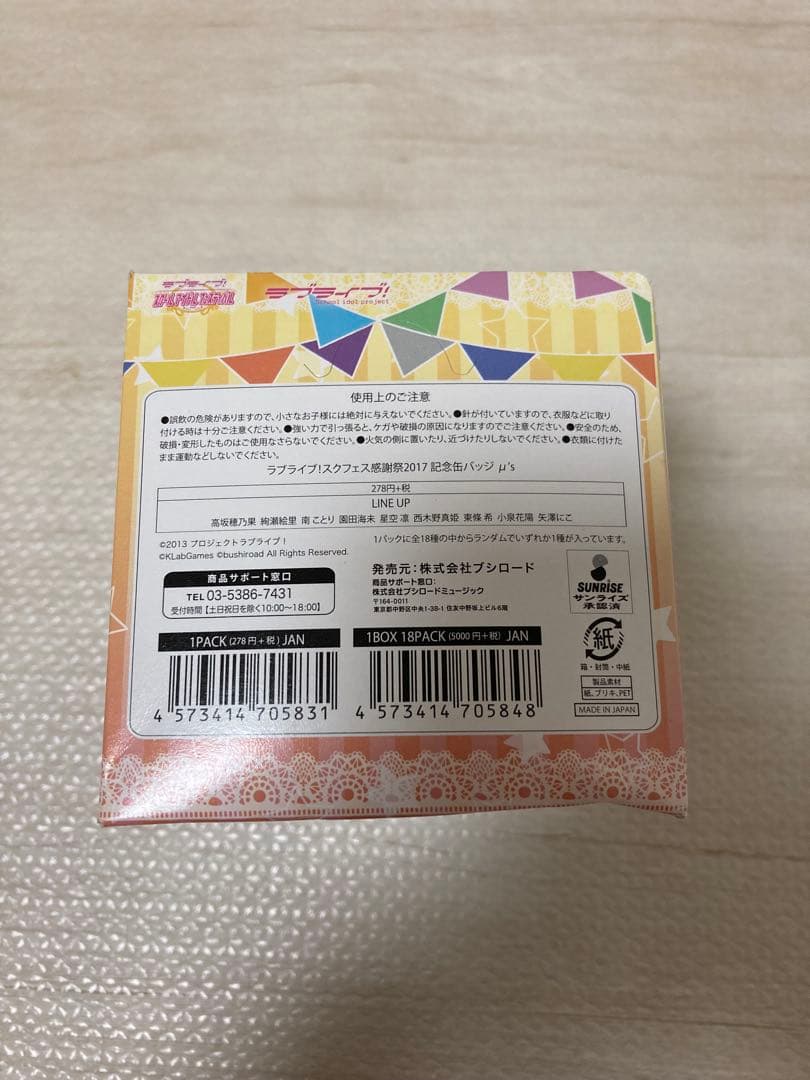 ラブライブ!
スクールアイドルフェスティバル
ラブライブ!
School idol project
使用上のご注意
●誤飲の危険がありますので、小さなお子様には絶対に与えないでください。●針が付いていますので、衣服などに取り
付ける時は十分ご注意ください。●強い力で引っ張ると、ケガや破損の原因になりますのでご注意ください。●安全のため、
破損・変形したものはご使用なさらないでください。●火気の側に置いたり、近づけたりしないでください。●衣類に付けた
まま運動などしないでください。
ラブライブ!スクフェス感謝祭2017 記念缶バッジ μ's
278円+税
LINE UP
高坂穂乃果 絢瀬絵里 南 ことり 園田海未 星空 凛 西木野真姫 東條 希 小泉花陽 矢澤にこ
©2013 プロジェクトラブライブ!
©KLabGames ©bushiroad All Rights Reserved.
1パックに全18種の中からランダムでいずれか1種が入っています。
商品サポート窓口
TEL 03-5386-7431
受付時間【土日祝日を除く10:00~18:00】
発売元:株式会社ブシロード
商品サポート窓口:
株式会社ブシロードミュージック
〒164-0011
東京都中野区中央1-38-1 住友中野坂上ビル6階
SUNRISE
サンライズ
承認済
紙
箱・封筒・中紙
製品素材
紙、ブリキ、PET
MADE IN JAPAN
1PACK (278円+税) JAN
4 573414 705831
1BOX 18PACK (5000円+税) JAN
4 573414 705848